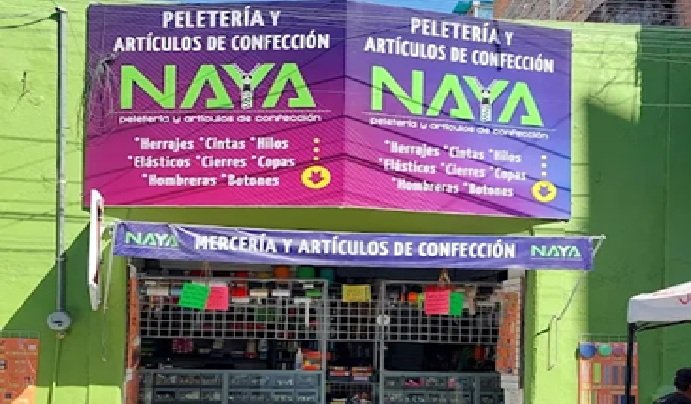 PELETERÍA Y
ARTÍCULOS DE CONFECCIÓN
NAYA
peletería y artículos de confección
*Herrajes *Cintas *Hilos
*Elásticos *Cierres *Copas
*Hombreras *Botones
PELETERÍA Y
ARTÍCULOS DE CONFECCIÓN
NAYA
peletería y artículos de confección
*Herrajes *Cintas *Hilos
*Elásticos *Cierres *Copas
*Hombreras *Botones
NAYA MERCERÍA Y ARTÍCULOS DE CONFECCIÓN NAYA